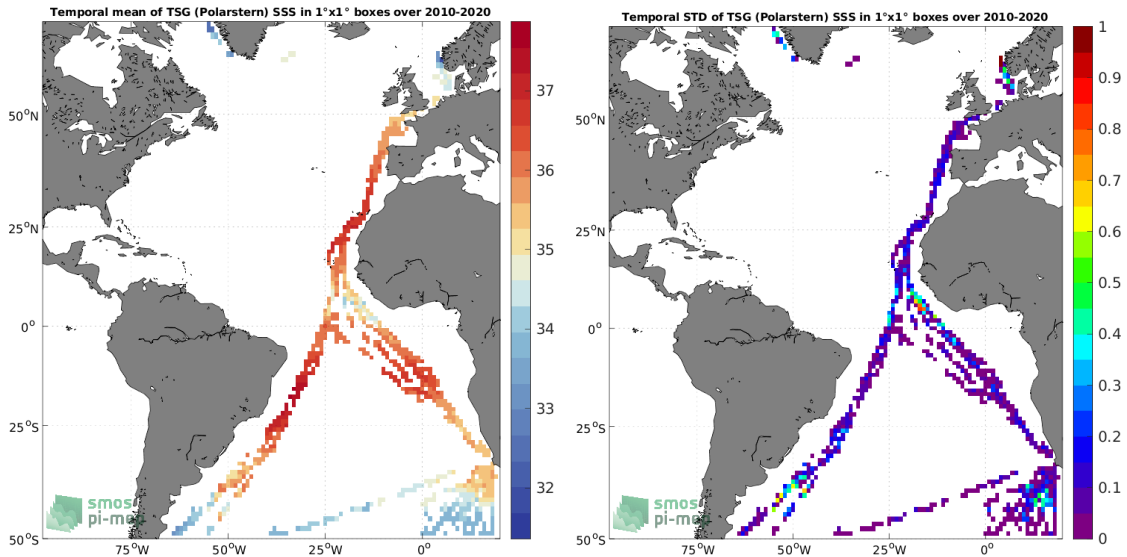 Temporal mean of TSG (Polarstern) SSS in 1°x1° boxes over 2010-2020
50°N
25°N
0°
25°S
50°S
75°W
50°W
25°W
0°
37
36
35
34
33
32
smos
pi-mep
Temporal STD of TSG (Polarstern) SSS in 1°x1° boxes over 2010-2020
50°N
25°N
0°
25°S
50°S
75°W
50°W
25°W
0°
1
0.9
0.8
0.7
0.6
0.5
0.4
0.3
0.2
0.1
0
smos
pi-mep